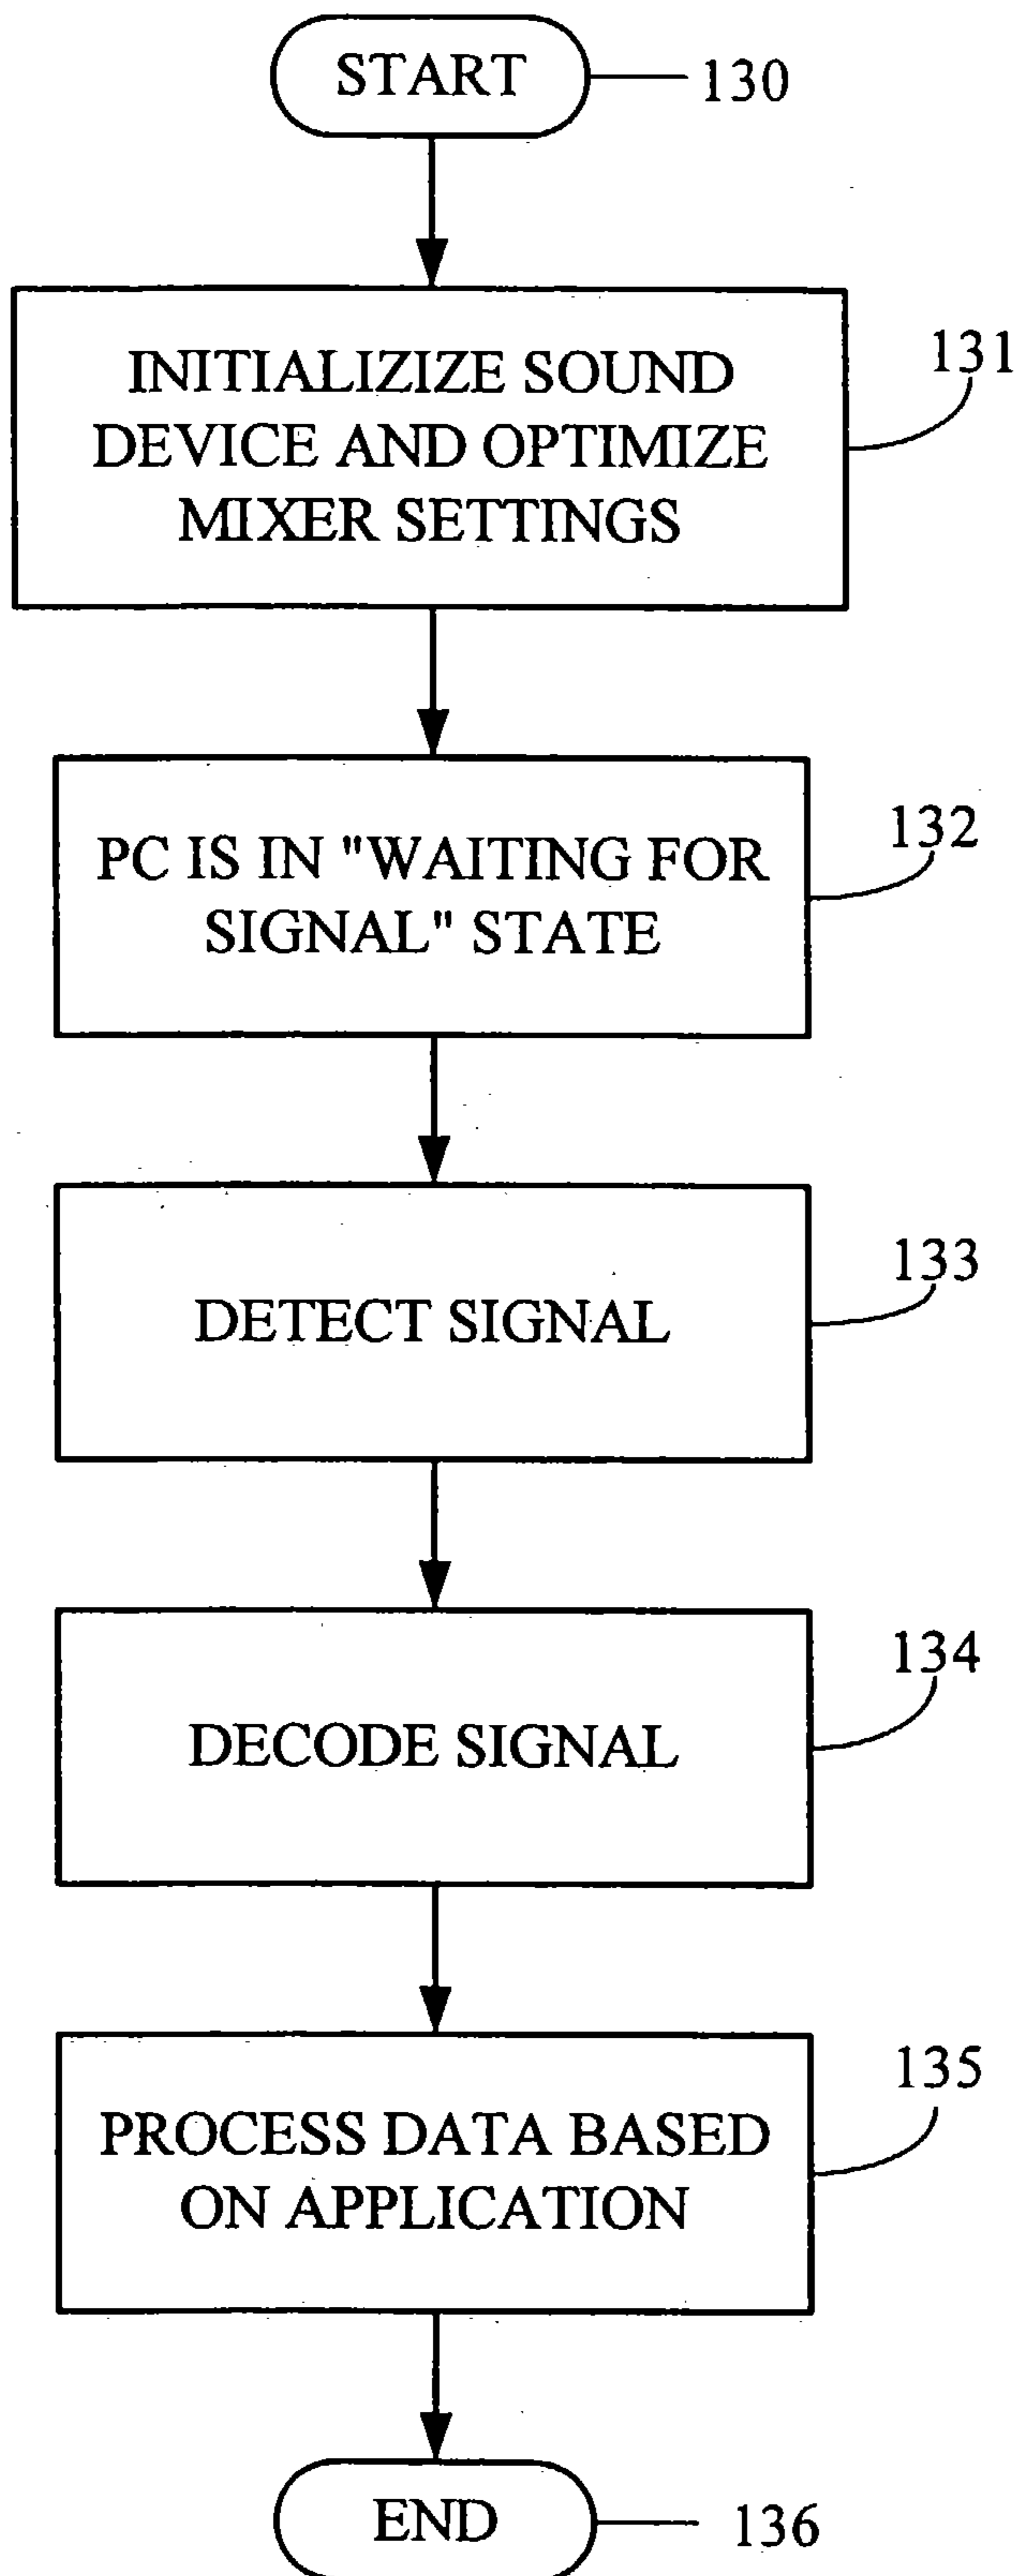 START
130
INITIALIZIZE SOUND
DEVICE AND OPTIMIZE
MIXER SETTINGS
131
PC IS IN "WAITING FOR
SIGNAL" STATE
132
DETECT SIGNAL
133
DECODE SIGNAL
134
PROCESS DATA BASED
ON APPLICATION
135
END
136